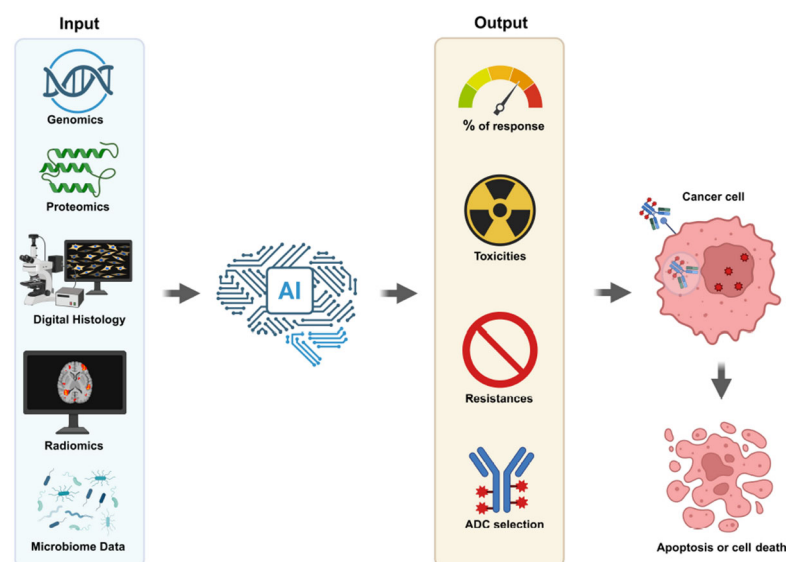 Input
Genomics
Proteomics
Digital Histology
Radiomics
Microbiome Data
AI
Output
% of response
Toxicities
Resistances
ADC selection
Cancer cell
Apoptosis or cell death